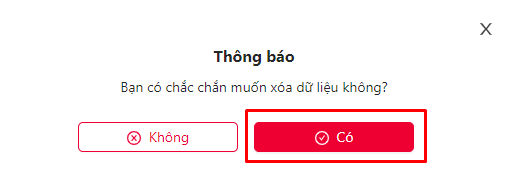 X
Thông báo
Bạn có chắc chắn muốn xóa dữ liệu không?
Không
Có